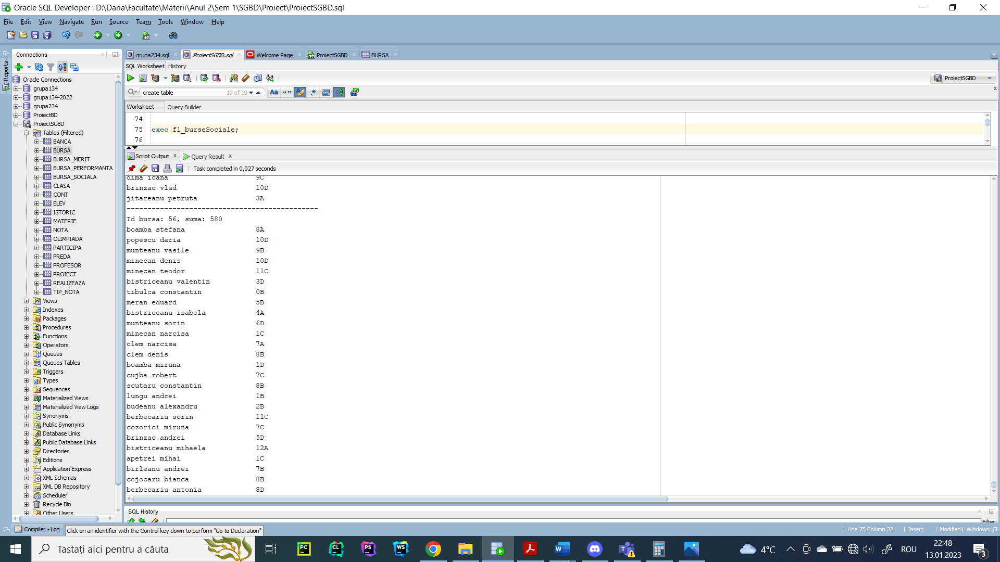 Oracle SQL Developer : D:\Daria\Facultate\Materii\Anul 2\Sem 1\SGBD\Proiect\ProiectSGBD.sql
File Edit View Navigate Run Source Team Tools Window Help
Connections
Reports
Oracle Connections
grupa134
grupa134-2022
grupa234
ProiectBD
ProiectSGBD
Tables (Filtered)
BANCA
BURSA
BURSA_MERIT
BURSA_PERFORMANTA
BURSA_SOCIALA
CLASA
CONT
ELEV
ISTORIC
MATERIE
NOTA
OLIMPIADA
PARTICIPA
PREDA
PROFESOR
PROIECT
REALIZEAZA
TIP_NOTA
Views
Indexes
Packages
Procedures
Functions
Operators
Queues
Queues Tables
Triggers
Types
Sequences
Materialized Views
Materialized View Logs
Synonyms
Public Synonyms
Database Links
Public Database Links
Directories
Editions
Application Express
XML Schemas
XML DB Repository
Scheduler
Recycle Bin
Other Users
grupa234.sql ProiectSGBD.sql Welcome Page ProiectSGBD BURSA
SQL Worksheet History
ProiectSGBD
create table 19 of 19
Worksheet Query Builder
74
75 exec f1_burseSociale;
76
Script Output x Query Result x
Task completed in 0,027 seconds
dima ioana 9C
brinzac vlad 10D
jitareanu petruta 3A
----------------------------------------------
Id bursa: 56, suma: 580
boamba stefana 8A
popescu daria 10D
munteanu vasile 9B
minecan denis 10D
minecan teodor 11C
bistriceanu valentin 3D
tibulca constantin 0B
meran eduard 5B
bistriceanu isabela 4A
munteanu sorin 6D
minecan narcisa 1C
clem narcisa 7A
clem denis 8B
boamba miruna 1D
cujba robert 7C
scutaru constantin 8B
lungu andrei 1B
budeanu alexandru 2B
berbecariu sorin 11C
cozorici miruna 7C
brinzac andrei 5D
bistriceanu mihaela 12A
apetrei mihai 1C
birleanu andrei 7B
cojocaru bianca 8B
berbecariu antonia 8D
SQL History
Filter
Compiler - Log Click on an identifier with the Control key down to perform "Go to Declaration" | Line 75 Column 22 | Insert | Modified | Windows: CF
Tastați aici pentru a căuta
4°C ROU
22:48
13.01.2023
3